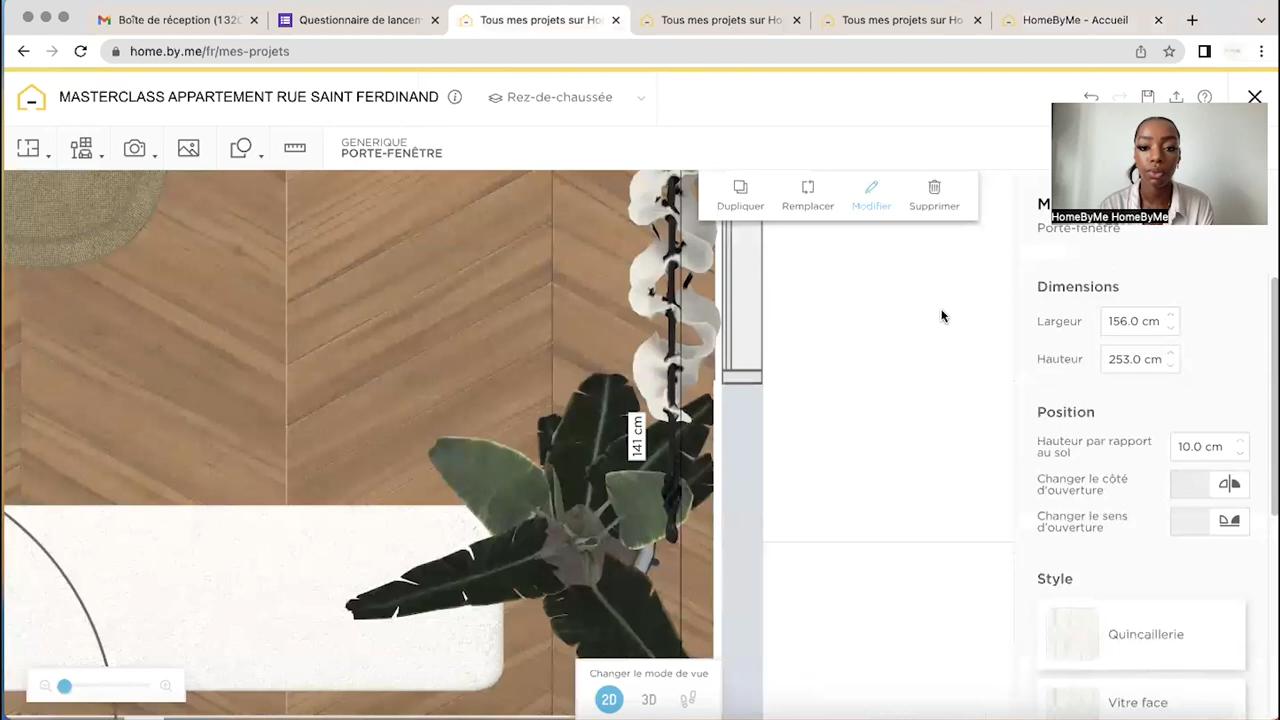 Boîte de réception (1320
Questionnaire de lancem
Tous mes projets sur Ho
Tous mes projets sur Ho
Tous mes projets sur Ho
HomeByMe - Accueil
home.by.me/fr/mes-projets
MASTERCLASS APPARTEMENT RUE SAINT FERDINAND
Rez-de-chaussée
GENERIQUE
PORTE-FENÊTRE
Dupliquer
Remplacer
Modifier
Supprimer
HomeByMe HomeByMe
M
Porte-fenêtre
Dimensions
Largeur
156.0 cm
Hauteur
253.0 cm
Position
Hauteur par rapport
au sol
10.0 cm
Changer le côté
d'ouverture
Changer le sens
d'ouverture
Style
Quincaillerie
Vitre face
141 cm
Changer le mode de vue
2D
3D